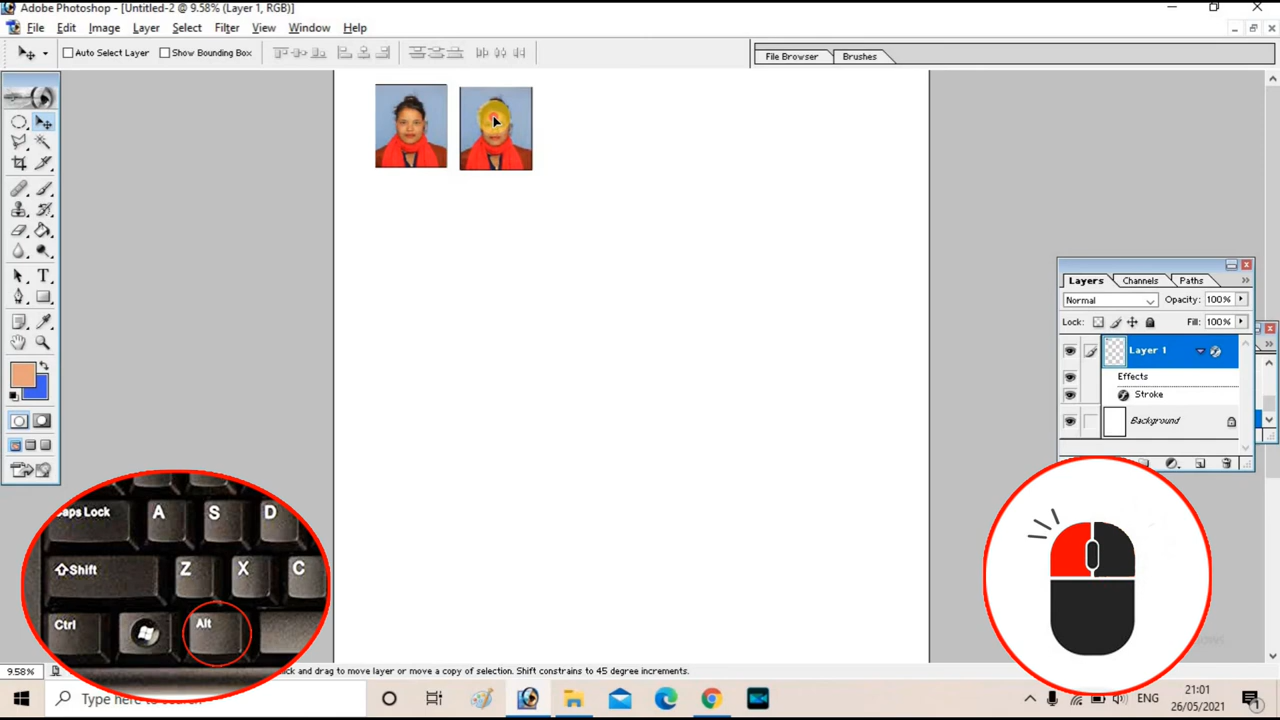 Adobe Photoshop - [Untitled-2 @ 9.58% (Layer 1, RGB)]
File Edit Image Layer Select Filter View Window Help
Auto Select Layer Show Bounding Box
File Browser Brushes
Layers Channels Paths
Normal Opacity: 100%
Lock: Fill: 100%
Layer 1
Effects
Stroke
Background
Caps Lock A S D
Shift Z X C
Ctrl Alt
9.58% and drag to move layer or move a copy of selection. Shift constrains to 45 degree increments.
Type here to search
ENG
21:01
26/05/2021
1
T